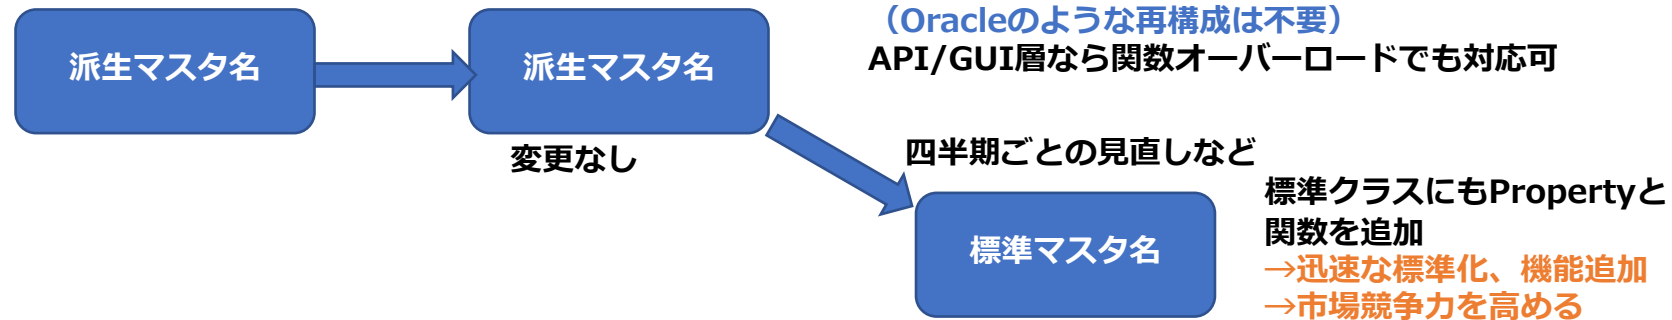 派生マスタ名
派生マスタ名
（Oracleのような再構成は不要）
API/GUI層なら関数オーバーロードでも対応可
変更なし
四半期ごとの見直しなど
標準マスタ名
標準クラスにもPropertyと
関数を追加
→迅速な標準化、機能追加
→市場競争力を高める